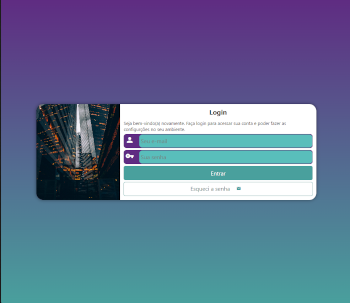 Login
Seja bem-vindo(a) novamente. Faça login para acessar sua conta e poder fazer as
configurações no seu ambiente.
Seu e-mail
Sua senha
Entrar
Esqueci a senha